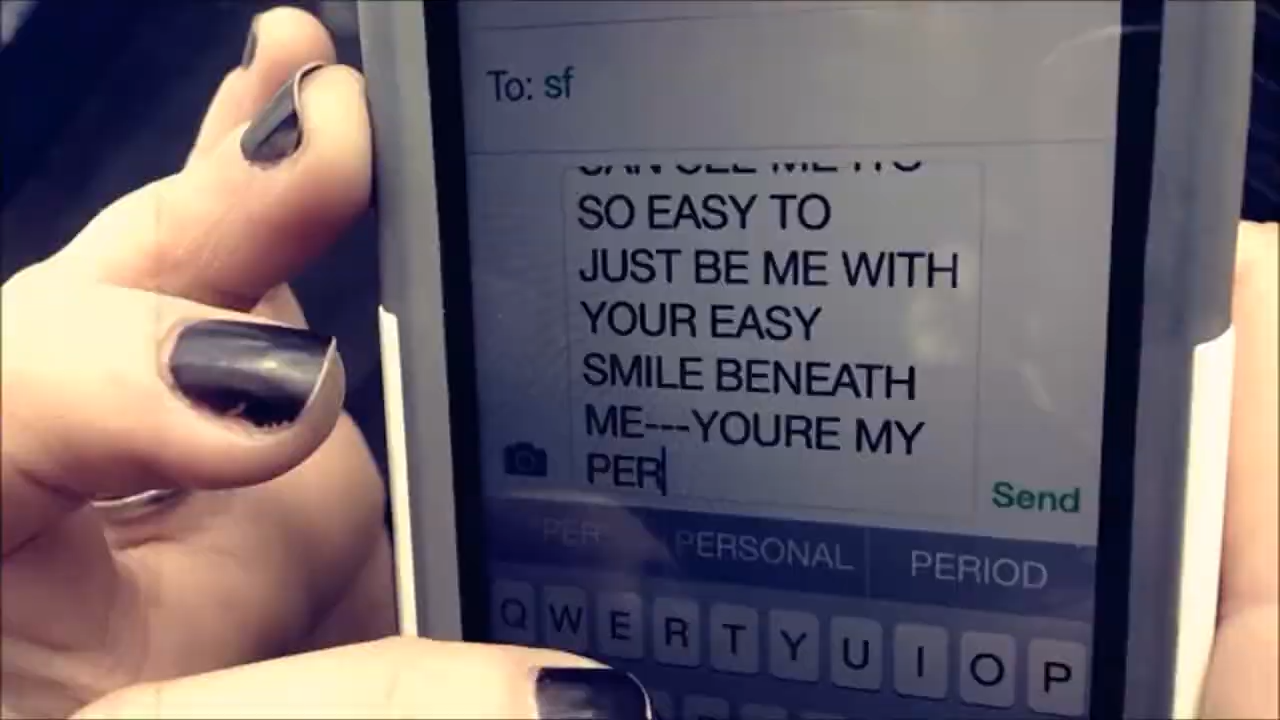 To: sf
SO EASY TO
JUST BE ME WITH
YOUR EASY
SMILE BENEATH
ME---YOURE MY
PER
Send
PER PERSONAL PERIOD
Q W E R T Y U I O P